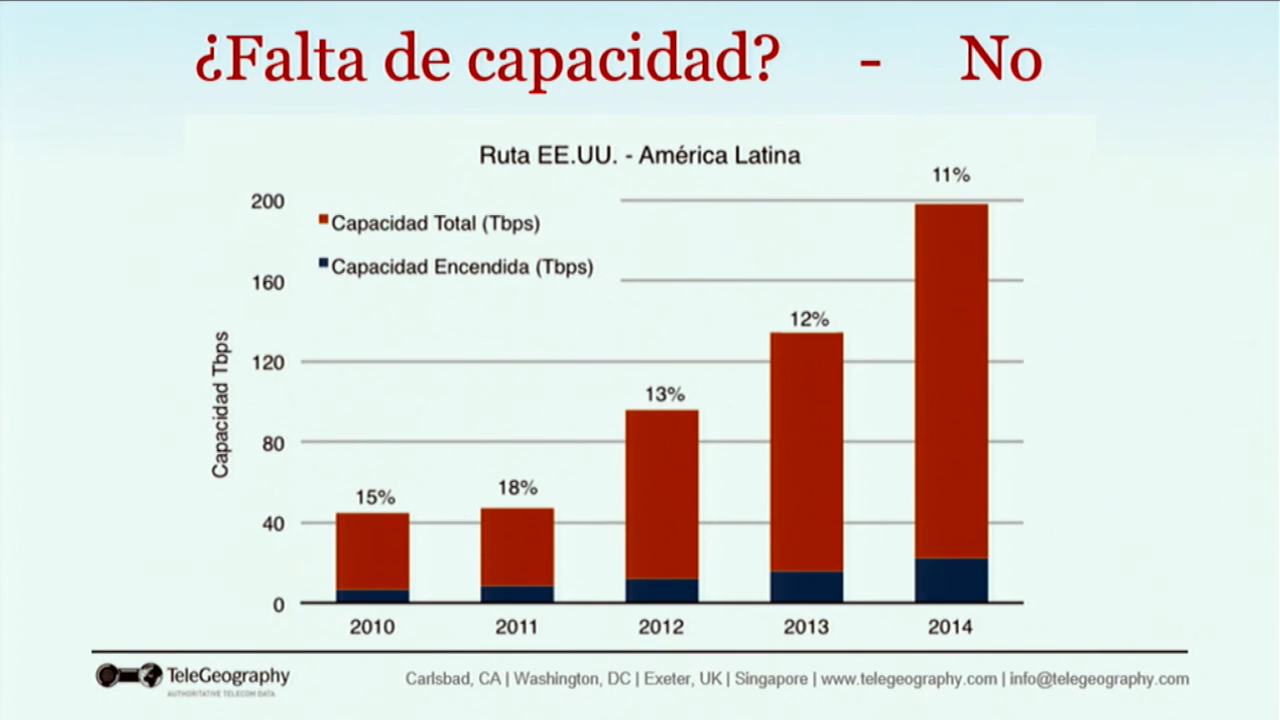 ¿Falta de capacidad? - No
Ruta EE.UU. - América Latina
Capacidad Total (Tbps)
Capacidad Encendida (Tbps)
Capacidad Tbps
200
160
120
80
40
0
15%
18%
13%
12%
11%
2010 2011 2012 2013 2014
TeleGeography
AUTHORITATIVE TELECOM DATA.
Carlsbad, CA | Washington, DC | Exeter, UK | Singapore | www.telegeography.com | info@telegeography.com